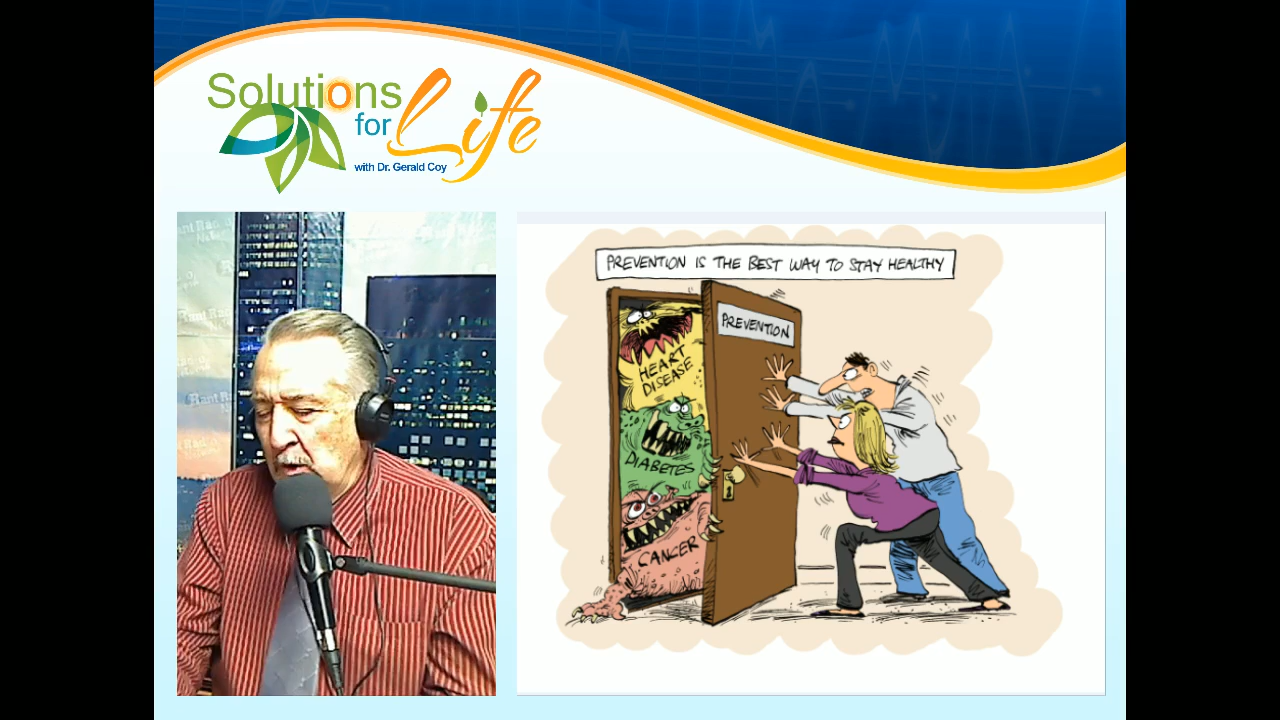 Solutions
for Life
with Dr. Gerald Coy
PREVENTION IS THE BEST WAY TO STAY HEALTHY
PREVENTION
HEART
DISEASE
DIABETES
CANCER